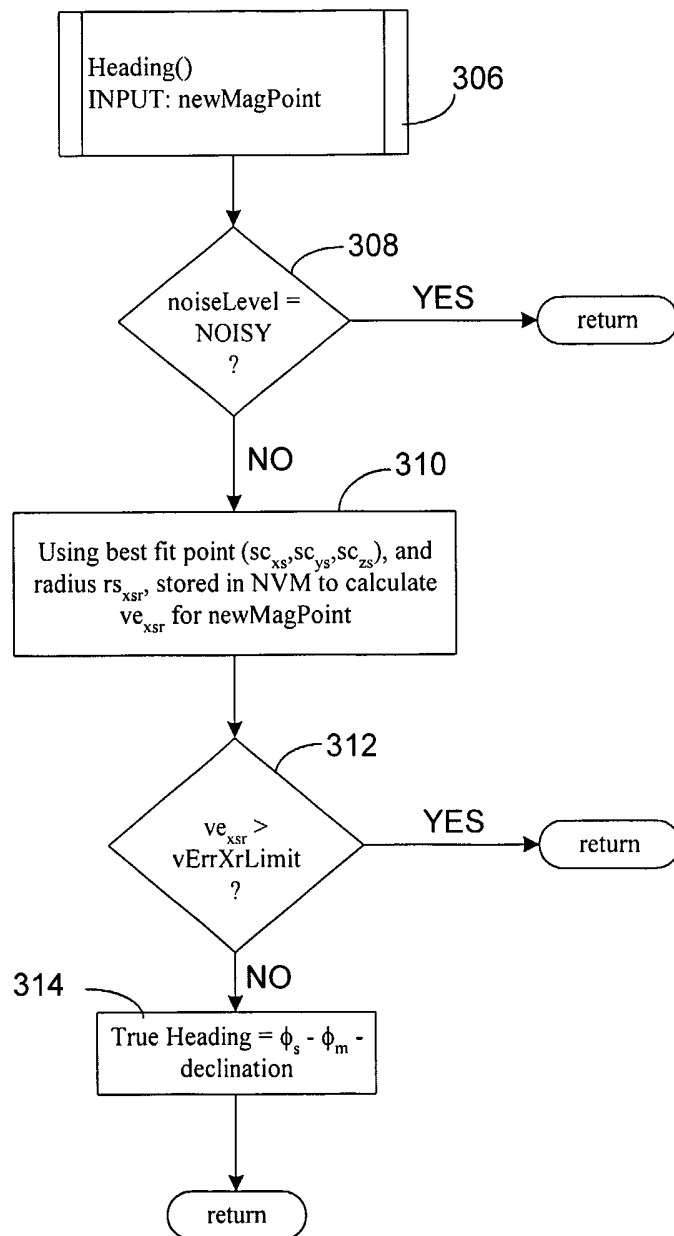 Heading()
INPUT: newMagPoint
306
308
noiseLevel =
NOISY
?
YES
return
NO
310
Using best fit point (sc_xs,sc_ys,sc_zs), and
radius rs_xsr, stored in NVM to calculate
ve_xsr for newMagPoint
312
ve_xsr >
vErrXrLimit
?
YES
return
NO
314
True Heading = ϕ_s - ϕ_m -
declination
return